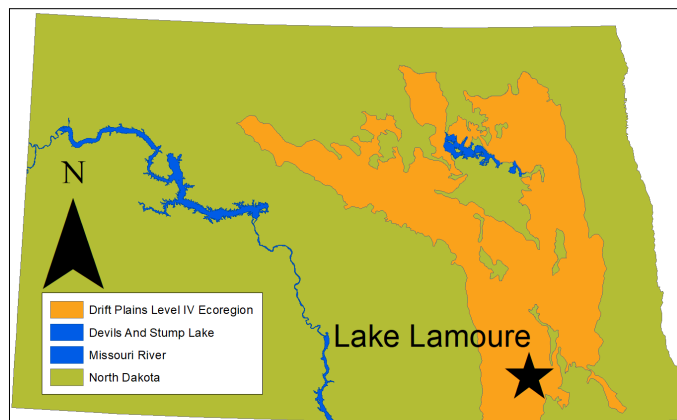 N
Drift Plains Level IV Ecoregion
Devils And Stump Lake
Missouri River
North Dakota
Lake Lamoure